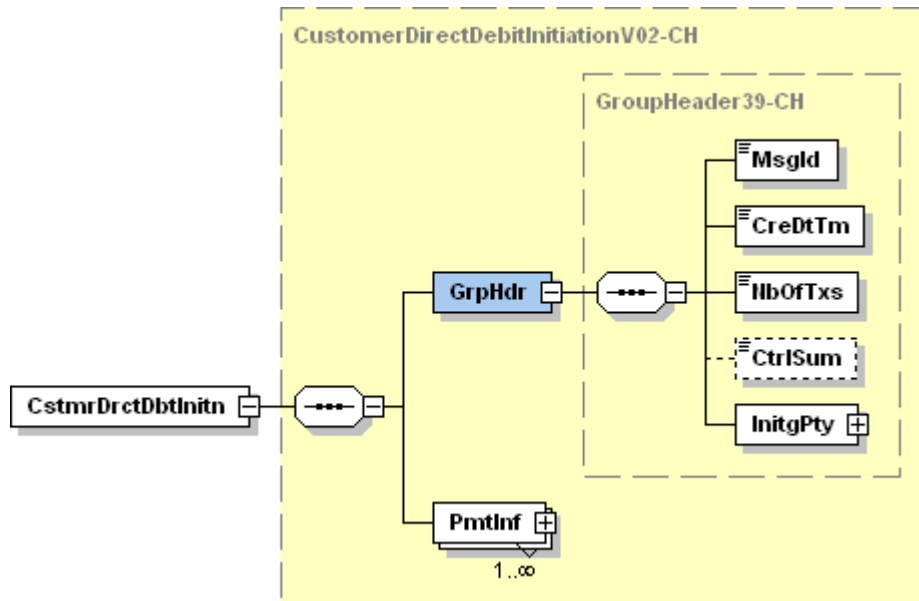 CustomerDirectDebitInitiationV02-CH
GroupHeader39-CH
MsgId
CreDtTm
GrpHdr
NbOfTxs
CtrlSum
CstmrDrctDbtInitn
InitgPty
PmtInf
1..∞